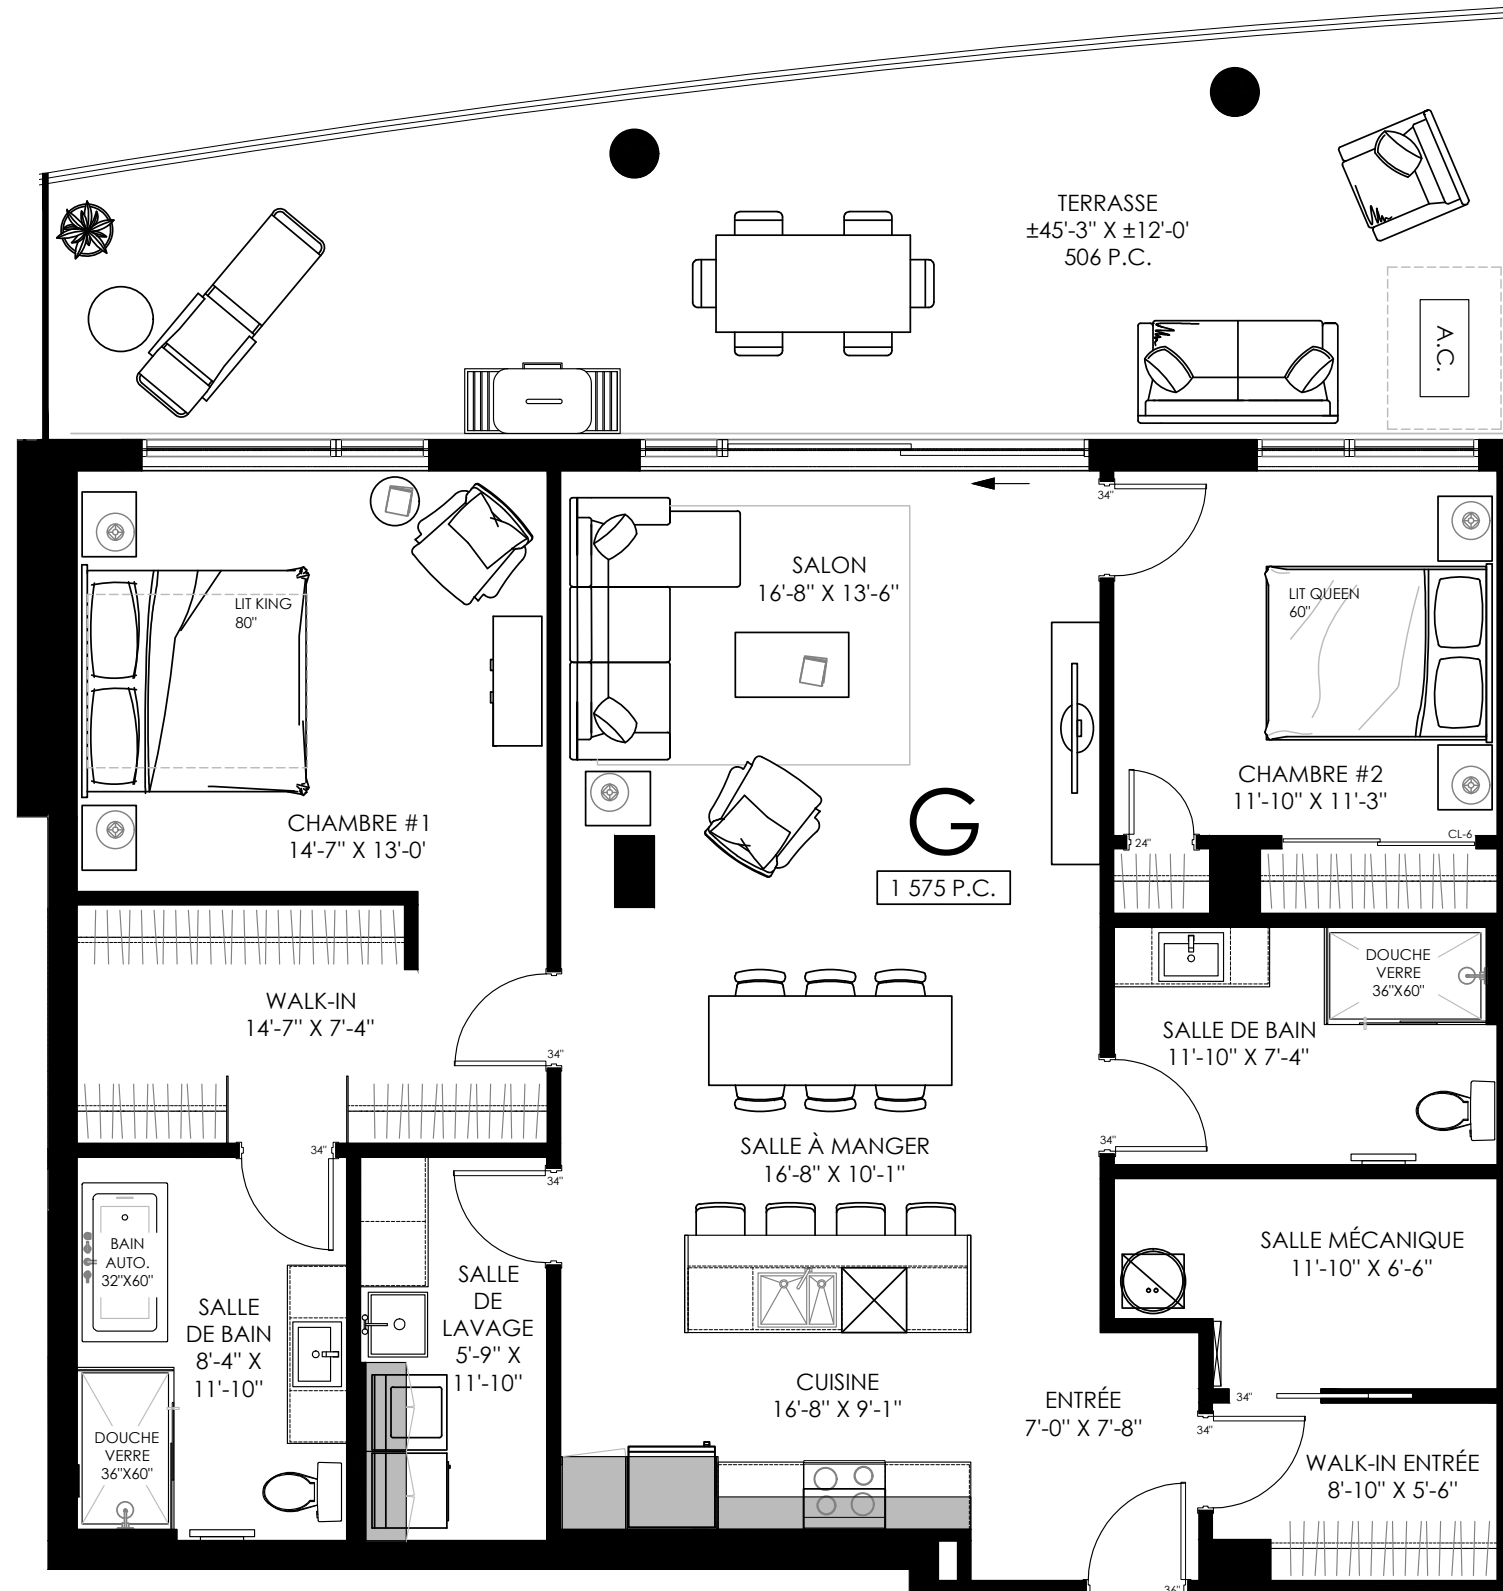 TERRASSE
±45'-3" X ±12'-0'
506 P.C.
A.C.
34"
SALON
16'-8" X 13'-6"
LIT KING
80"
LIT QUEEN
60"
CHAMBRE #2
11'-10" X 11'-3"
CHAMBRE #1
14'-7" X 13'-0'
G
1 575 P.C.
24"
CL-6
DOUCHE
VERRE
36"X60"
WALK-IN
14'-7" X 7'-4"
SALLE DE BAIN
11'-10" X 7'-4"
34"
34"
34"
34"
SALLE À MANGER
16'-8" X 10'-1"
BAIN
AUTO.
32"X60"
SALLE
DE BAIN
8'-4" X
11'-10"
SALLE
DE
LAVAGE
5'-9" X
11'-10"
SALLE MÉCANIQUE
11'-10" X 6'-6"
CUISINE
16'-8" X 9'-1"
ENTRÉE
7'-0" X 7'-8"
34"
34"
DOUCHE
VERRE
36"X60"
WALK-IN ENTRÉE
8'-10" X 5'-6"
36"